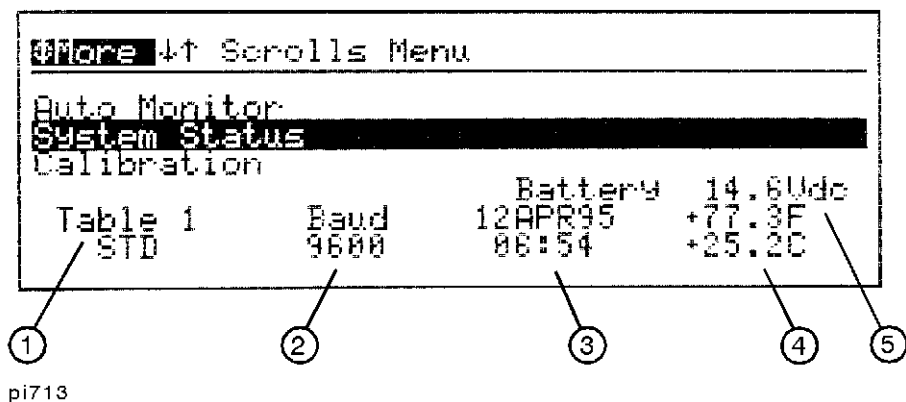 ↕More ↓↑ Scrolls Menu
Auto Monitor
System Status
Calibration
Battery 14.6Vdc
Table 1 Baud 12APR95 +77.3F
STD 9600 06:54 +25.2C
1 2 3 4 5
pi713